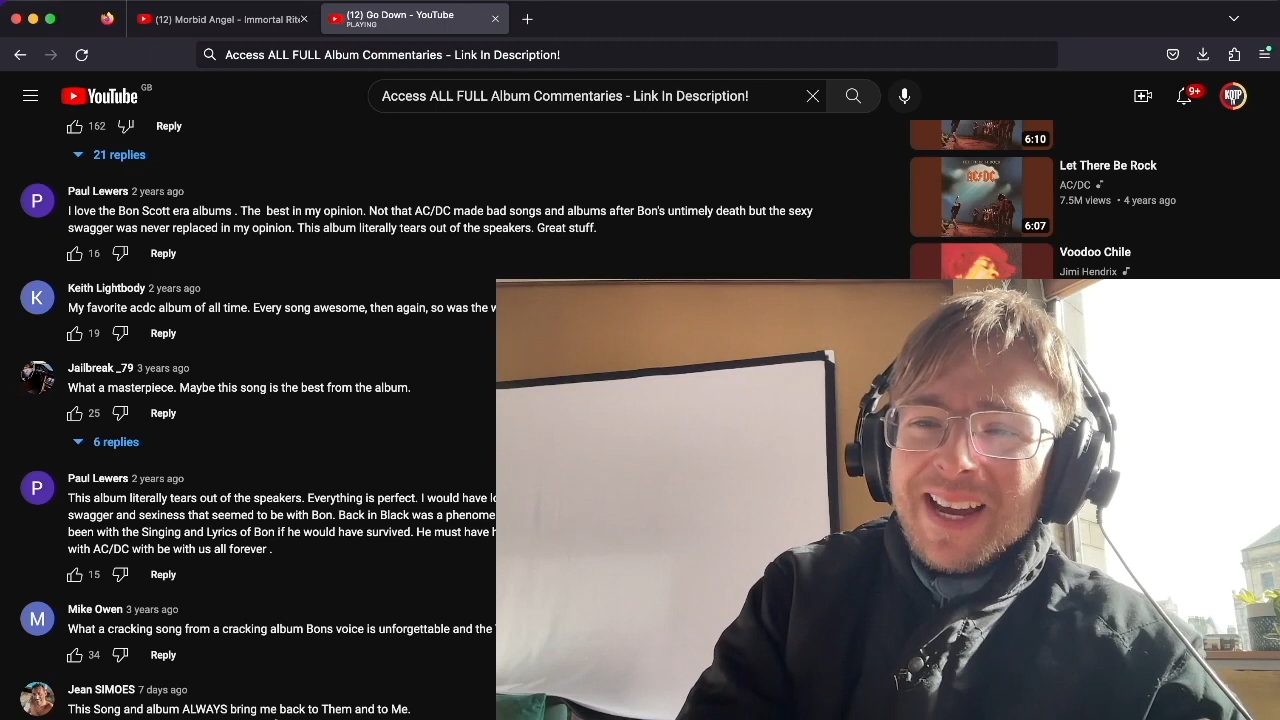 (12) Morbid Angel - Immortal Rit
(12) Go Down - YouTube
PLAYING
Access ALL FULL Album Commentaries - Link In Description!
YouTube GB
Access ALL FULL Album Commentaries - Link In Description!
9+
KOTP
162 Reply
21 replies
6:10
Let There Be Rock
AC/DC
7.5M views • 4 years ago
AC/DC
6:07
Voodoo Chile
Jimi Hendrix
P
Paul Lewers 2 years ago
I love the Bon Scott era albums . The best in my opinion. Not that AC/DC made bad songs and albums after Bon's untimely death but the sexy
swagger was never replaced in my opinion. This album literally tears out of the speakers. Great stuff.
16 Reply
K
Keith Lightbody 2 years ago
My favorite acdc album of all time. Every song awesome, then again, so was the w
19 Reply
Jailbreak _79 3 years ago
What a masterpiece. Maybe this song is the best from the album.
25 Reply
6 replies
P
Paul Lewers 2 years ago
This album literally tears out of the speakers. Everything is perfect. I would have lo
swagger and sexiness that seemed to be with Bon. Back in Black was a phenome
been with the Singing and Lyrics of Bon if he would have survived. He must have h
with AC/DC with be with us all forever .
15 Reply
M
Mike Owen 3 years ago
What a cracking song from a cracking album Bons voice is unforgettable and the
34 Reply
Jean SIMOES 7 days ago
This Song and album ALWAYS bring me back to Them and to Me.